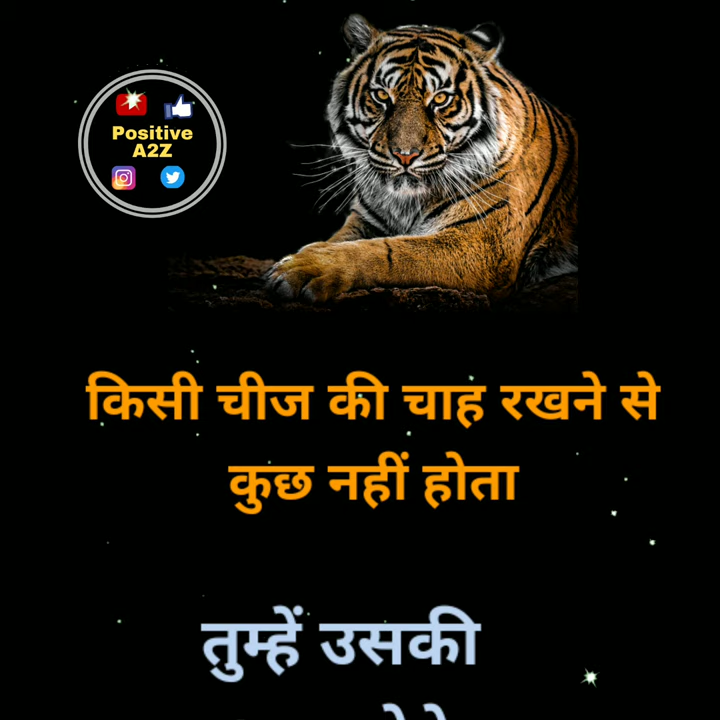 Positive
A2Z
किसी चीज की चाह रखने से
कुछ नहीं होता
तुम्हें उसकी